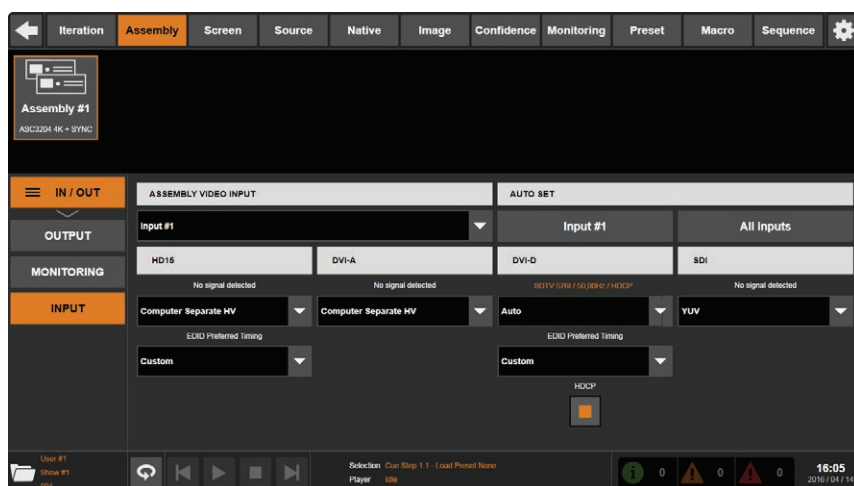 Iteration Assembly Screen Source Native Image Confidence Monitoring Preset Macro Sequence
Assembly #1
ASC3204 4K + SYNC
IN / OUT
OUTPUT
MONITORING
INPUT
ASSEMBLY VIDEO INPUT
AUTO SET
Input #1
Input #1
All inputs
HD15
DVI-A
DVI-D
SDI
No signal detected
No signal detected
SDTV 576i / 50,00Hz / HDCP
No signal detected
Computer Separate HV
Computer Separate HV
Auto
YUV
EDID Preferred Timing
EDID Preferred Timing
Custom
Custom
HDCP
User #1
Show #1
001
Selection Cue Step 1.1 - Load Preset None
Player Idle
0
0
0
16:05
2016 / 04 / 14